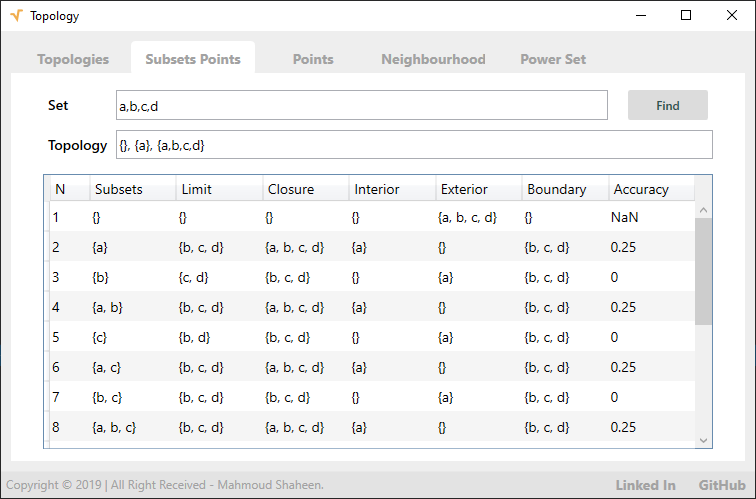 Topology
Topologies Subsets Points Points Neighbourhood Power Set
Set a,b,c,d Find
Topology {}, {a}, {a,b,c,d}
N Subsets Limit Closure Interior Exterior Boundary Accuracy
1 {} {} {} {} {a, b, c, d} {} NaN
2 {a} {b, c, d} {a, b, c, d} {a} {} {b, c, d} 0.25
3 {b} {c, d} {b, c, d} {} {a} {b, c, d} 0
4 {a, b} {b, c, d} {a, b, c, d} {a} {} {b, c, d} 0.25
5 {c} {b, d} {b, c, d} {} {a} {b, c, d} 0
6 {a, c} {b, c, d} {a, b, c, d} {a} {} {b, c, d} 0.25
7 {b, c} {b, c, d} {b, c, d} {} {a} {b, c, d} 0
8 {a, b, c} {b, c, d} {a, b, c, d} {a} {} {b, c, d} 0.25
Copyright © 2019 | All Right Received - Mahmoud Shaheen. Linked In GitHub